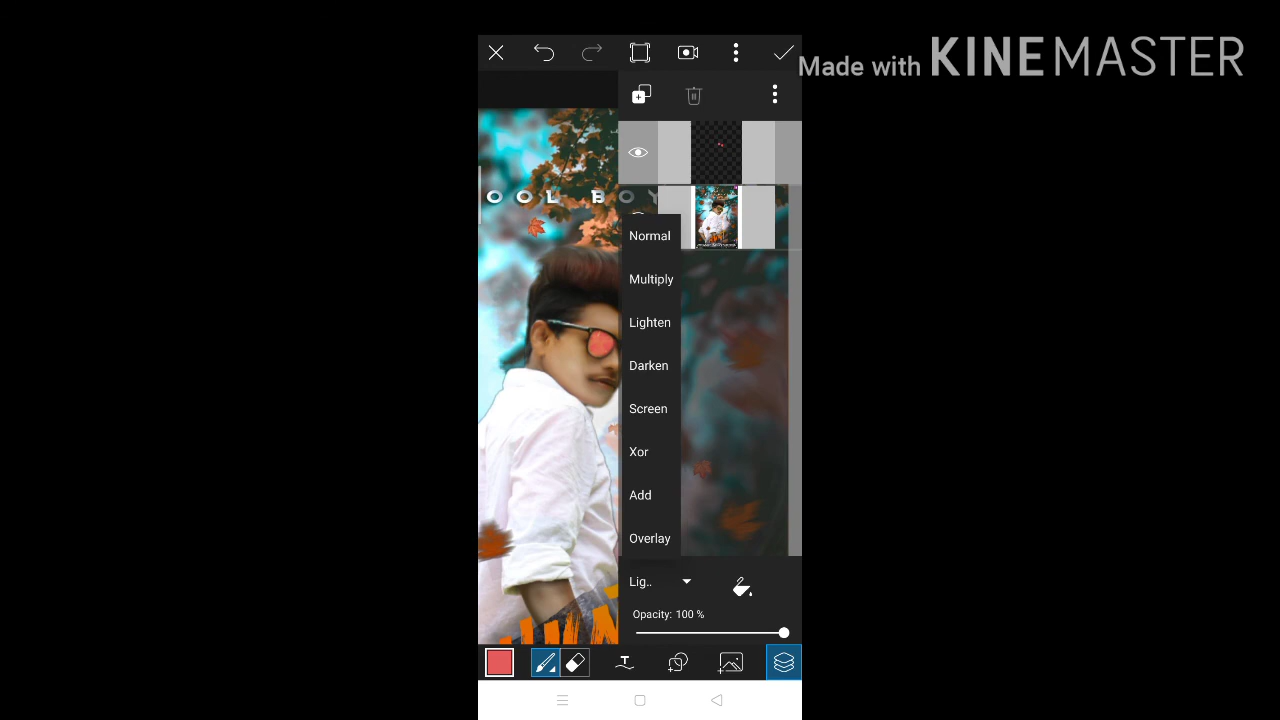 Made with KINEMASTER
OOL BOY
Normal
Multiply
Lighten
Darken
Screen
Xor
Add
Overlay
Lig..
Opacity: 100 %